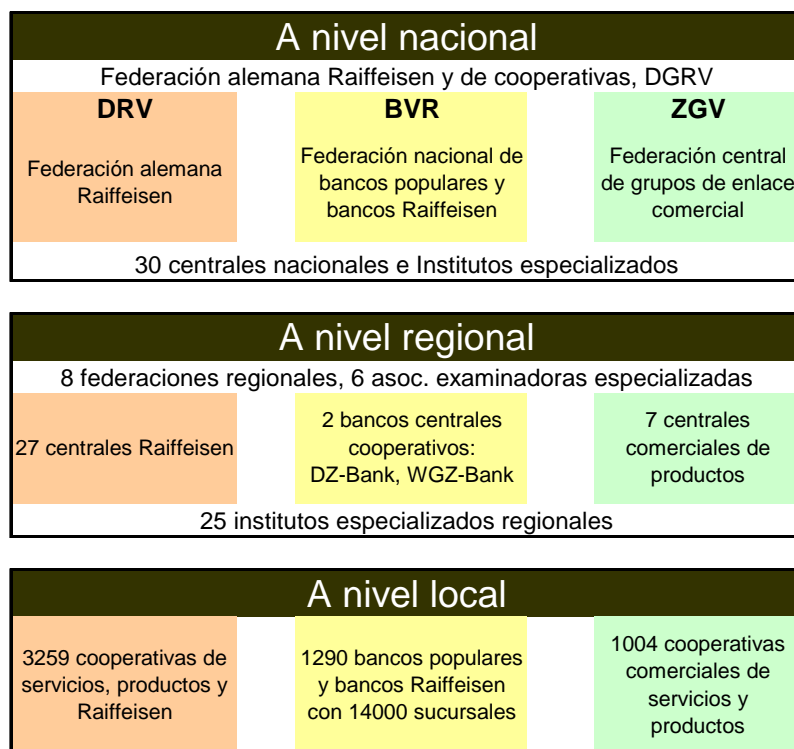 A nivel nacional
Federación alemana Raiffeisen y de cooperativas, DGRV
DRV
Federación alemana
Raiffeisen
BVR
Federación nacional de
bancos populares y
bancos Raiffeisen
ZGV
Federación central
de grupos de enlace
comercial
30 centrales nacionales e Institutos especializados
A nivel regional
8 federaciones regionales, 6 asoc. examinadoras especializadas
27 centrales Raiffeisen
2 bancos centrales
cooperativos:
DZ-Bank, WGZ-Bank
7 centrales
comerciales de
productos
25 institutos especializados regionales
A nivel local
3259 cooperativas de
servicios, productos y
Raiffeisen
1290 bancos populares
y bancos Raiffeisen
con 14000 sucursales
1004 cooperativas
comerciales de
servicios y
productos